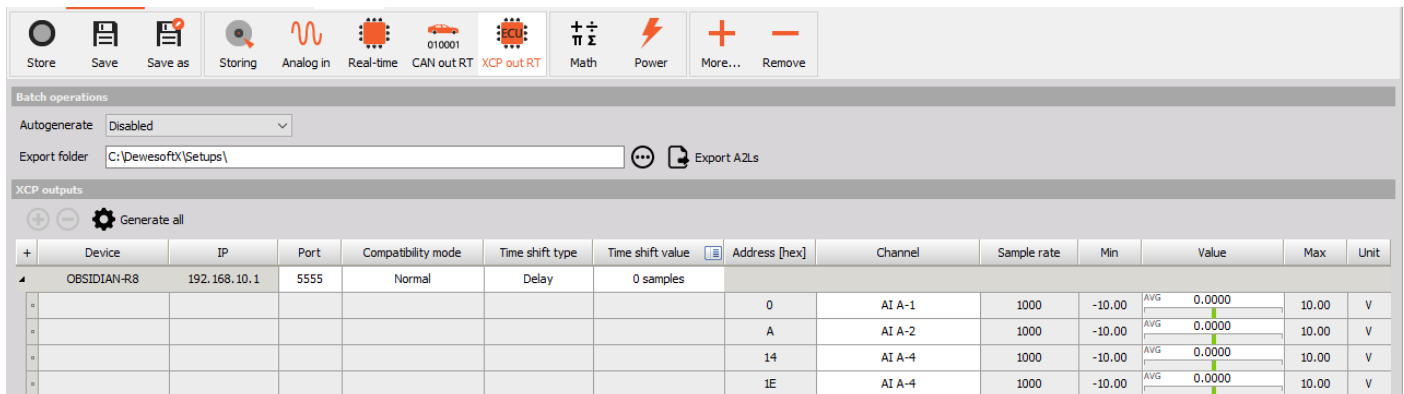 010001
ECU
Store Save Save as Storing Analog in Real-time CAN out RT XCP out RT Math Power More... Remove
Batch operations
Autogenerate Disabled
Export folder C:\DewesoftX\Setups\ Export A2Ls
XCP outputs
Generate all
+ Device IP Port Compatibility mode Time shift type Time shift value Address [hex] Channel Sample rate Min Value Max Unit
OBSIDIAN-R8 192.168.10.1 5555 Normal Delay 0 samples
0 AI A-1 1000 -10.00 AVG 0.0000 10.00 V
A AI A-2 1000 -10.00 AVG 0.0000 10.00 V
14 AI A-4 1000 -10.00 AVG 0.0000 10.00 V
1E AI A-4 1000 -10.00 AVG 0.0000 10.00 V